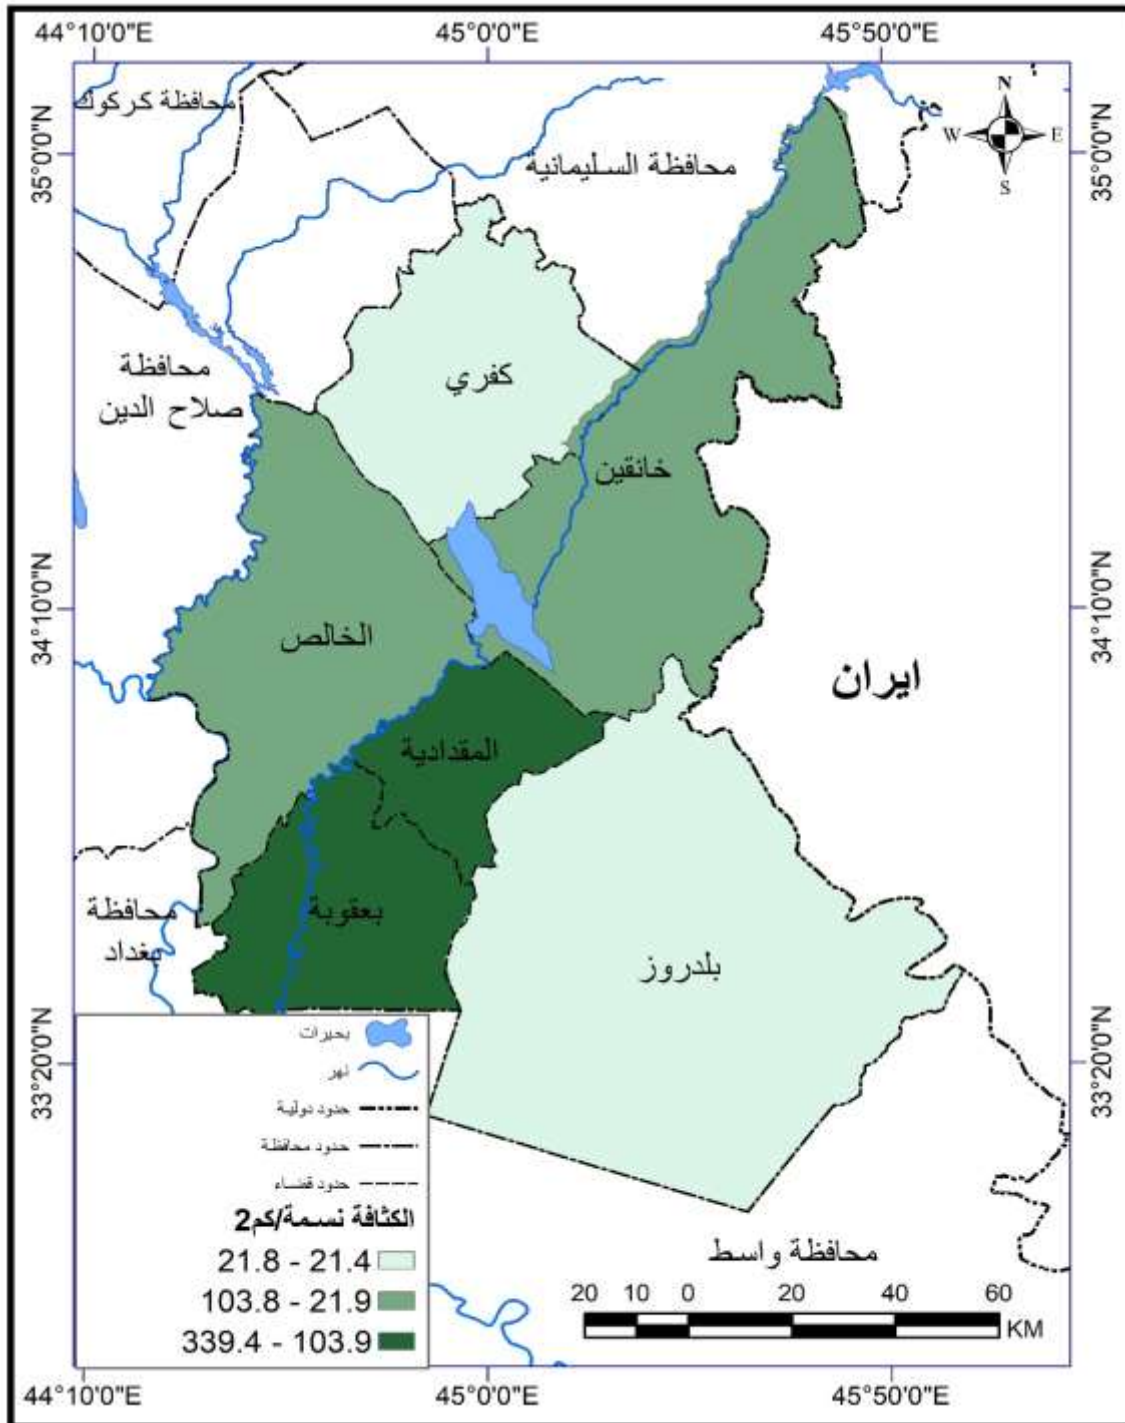 44°10'0"E 45°0'0"E 45°50'0"E
محافظة كركوك
N
W E
S
35°0'0"N 35°0'0"N
محافظة السليمانية
محافظة
صلاح الدين
كفري
خانقين
34°10'0"N 34°10'0"N
الخالص
ايران
المقدادية
بعقوبة
محافظة
بغداد
بلدروز
33°20'0"N 33°20'0"N
بحيرات
نهر
حدود دولية
حدود محافظة
حدود قضاء
الكثافة نسمة/كم2
21.8 - 21.4
103.8 - 21.9
339.4 - 103.9
محافظة واسط
20 10 0 20 40 60
KM
44°10'0"E 45°0'0"E 45°50'0"E